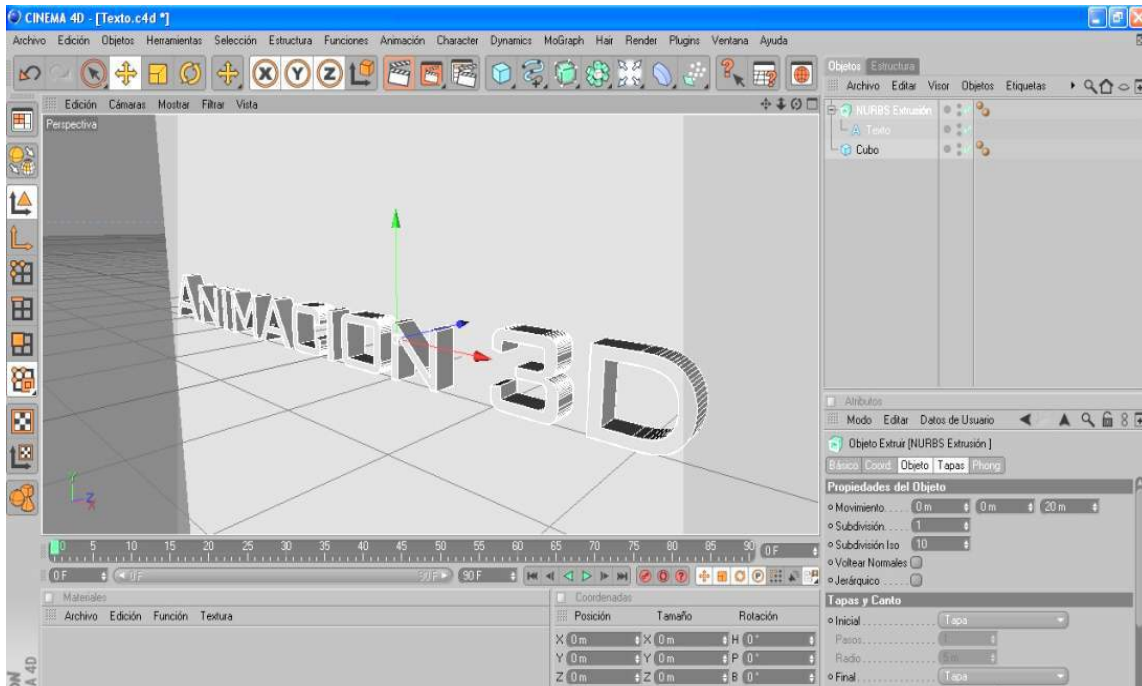 CINEMA 4D - [Texto.c4d *]
Archivo Edición Objetos Herramientas Selección Estructura Funciones Animación Character Dynamics MoGraph Hair Render Plugins Ventana Ayuda
X Y Z
Objetos Estructura
Archivo Editar Visor Objetos Etiquetas
NURBS Extrusión
A Texto
Cubo
Edición Cámaras Mostrar Filtrar Vista
Perspectiva
ANIMACION 3D
Y
Z
X
Atributos
Modo Editar Datos de Usuario
Objeto Extruir [NURBS Extrusión ]
Básico Coord. Objeto Tapas Phong
Propiedades del Objeto
Movimiento..... 0 m 0 m 20 m
Subdivisión..... 1
Subdivisión Iso 10
Voltear Normales
Jerárquico ......
Tapas y Canto
Inicial Tapa
Pasos 1
Radio 5 m
Final Tapa
0 5 10 15 20 25 30 35 40 45 50 55 60 65 70 75 80 85 90 0 F
0 F 0 F 90 F 90 F
Materiales
Archivo Edición Función Textura
Coordenadas
Posición Tamaño Rotación
X 0 m X 0 m H 0 °
Y 0 m Y 0 m P 0 °
Z 0 m Z 0 m B 0 °